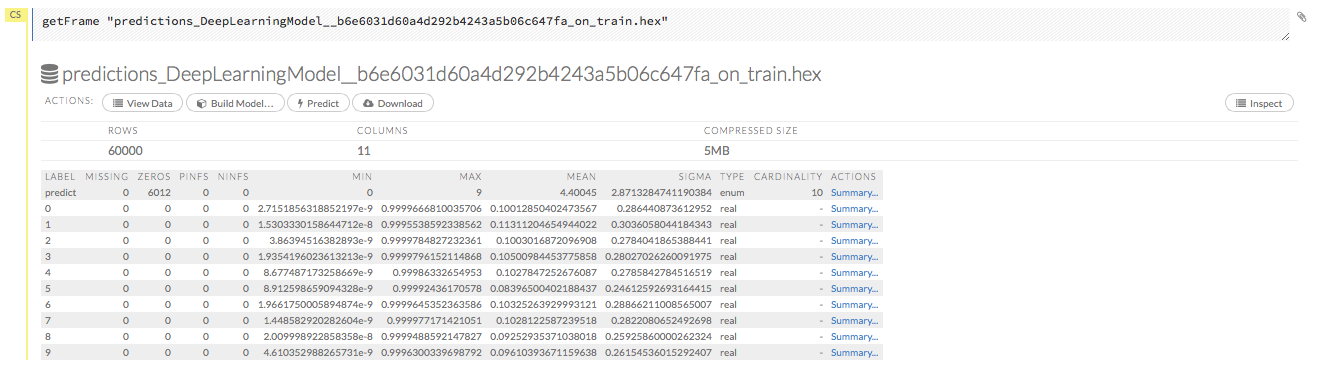 CS
getFrame "predictions_DeepLearningModel__b6e6031d60a4d292b4243a5b06c647fa_on_train.hex"
predictions_DeepLearningModel__b6e6031d60a4d292b4243a5b06c647fa_on_train.hex
ACTIONS: View Data Build Model... Predict Download Inspect
ROWS COLUMNS COMPRESSED SIZE
60000 11 5MB
LABEL MISSING ZEROS PINFS NINFS MIN MAX MEAN SIGMA TYPE CARDINALITY ACTIONS
predict 0 6012 0 0 0 9 4.40045 2.8713284741190384 enum 10 Summary...
0 0 0 0 0 2.7151856318852197e-9 0.9999666810035706 0.10012850402473567 0.286440873612952 real - Summary...
1 0 0 0 0 1.5303330158644712e-8 0.9995538592338562 0.11311204654944022 0.3036058044184343 real - Summary...
2 0 0 0 0 3.86394516382893e-9 0.9999784827232361 0.1003016872096908 0.2784041865388441 real - Summary...
3 0 0 0 0 1.9354196023613213e-9 0.9999796152114868 0.10500984453775858 0.28027026260091975 real - Summary...
4 0 0 0 0 8.677487173258669e-9 0.99986332654953 0.1027847252676087 0.2785842784516519 real - Summary...
5 0 0 0 0 8.912598659094328e-9 0.99992436170578 0.08396500402188437 0.24612592693164415 real - Summary...
6 0 0 0 0 1.9661750005894874e-9 0.9999645352363586 0.10325263929993121 0.28866211008565007 real - Summary...
7 0 0 0 0 1.448582920282604e-9 0.999977171421051 0.1028122587239518 0.2822080652492698 real - Summary...
8 0 0 0 0 2.009998922858358e-8 0.9999488592147827 0.09252935371038018 0.25925860000262324 real - Summary...
9 0 0 0 0 4.610352988265731e-9 0.9996300339698792 0.09610393671159638 0.26154536015292407 real - Summary...